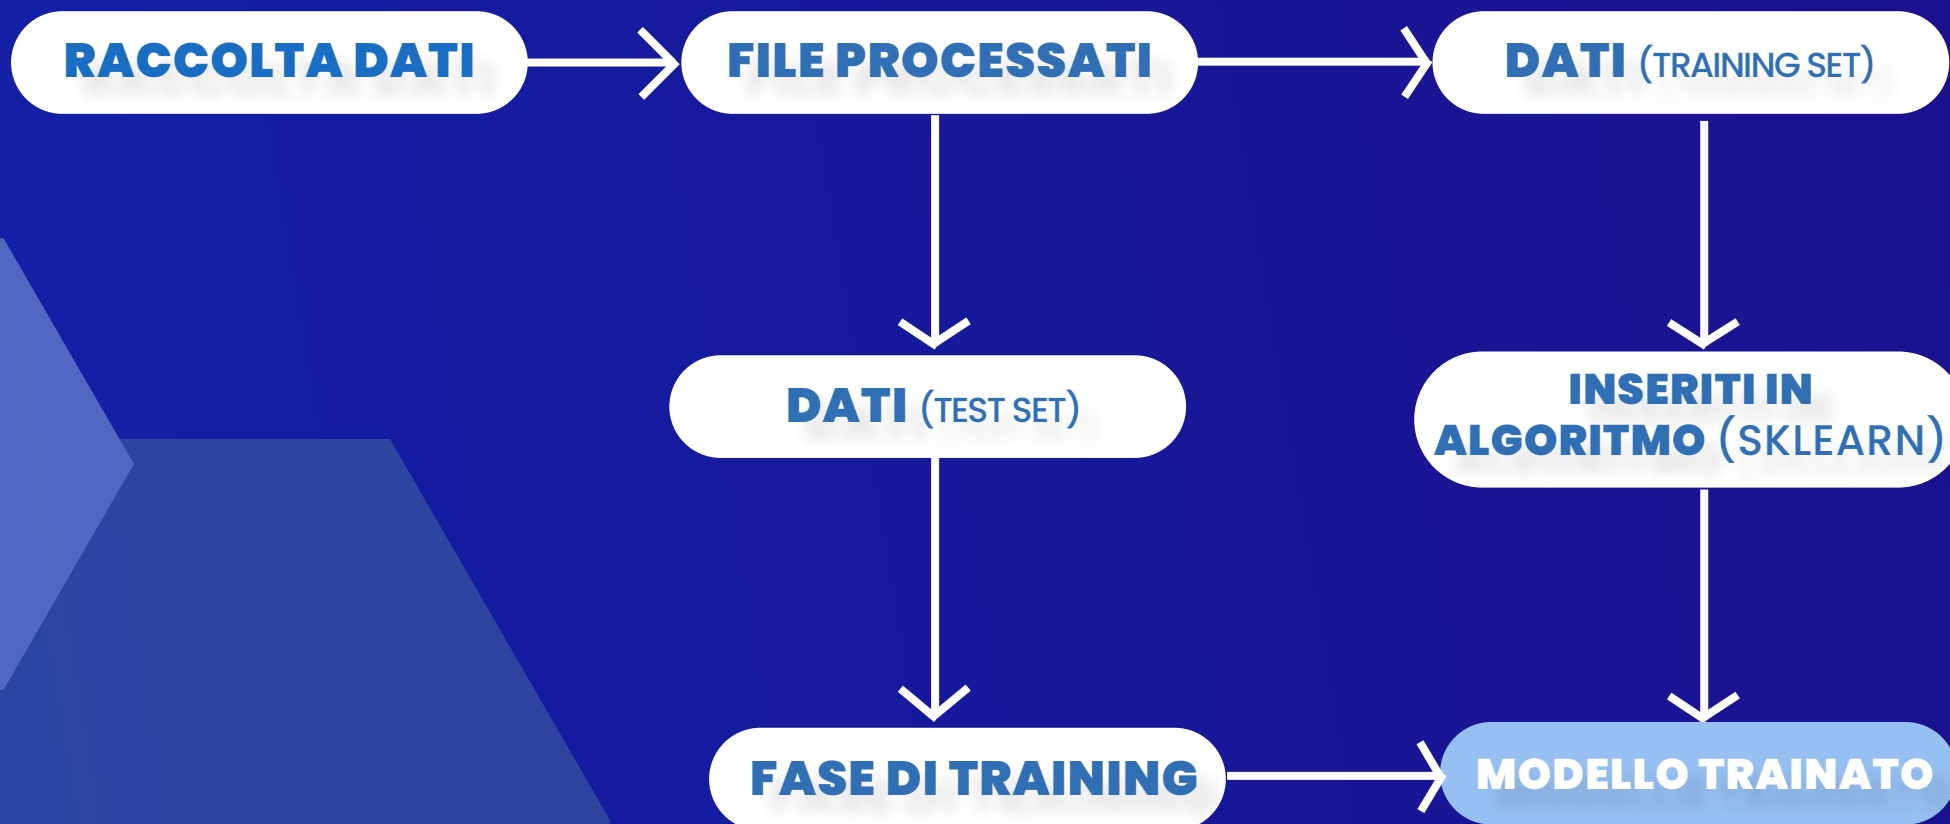 RACCOLTA DATI
FILE PROCESSATI
DATI (TRAINING SET)
DATI (TEST SET)
INSERITI IN
ALGORITMO (SKLEARN)
FASE DI TRAINING
MODELLO TRAINATO